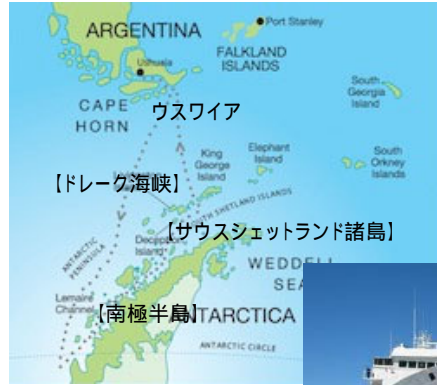 ARGENTINA
Port Stanley
FALKLAND
ISLANDS
Ushuaia
CAPE
HORN
ウスワイア
South
Georgia
Island
King
George
Island
Elephant
Island
South
Orkney
Islands
【ドレーク海峡】
SOUTH SHETLAND ISLANDS
Deception
Island
【サウスシェットランド諸島】
ANTARCTIC
PENINSULA
WEDDELL
SEA
Lemaire
Channel
【南極半島】
ANTARCTICA
ANTARCTIC CIRCLE